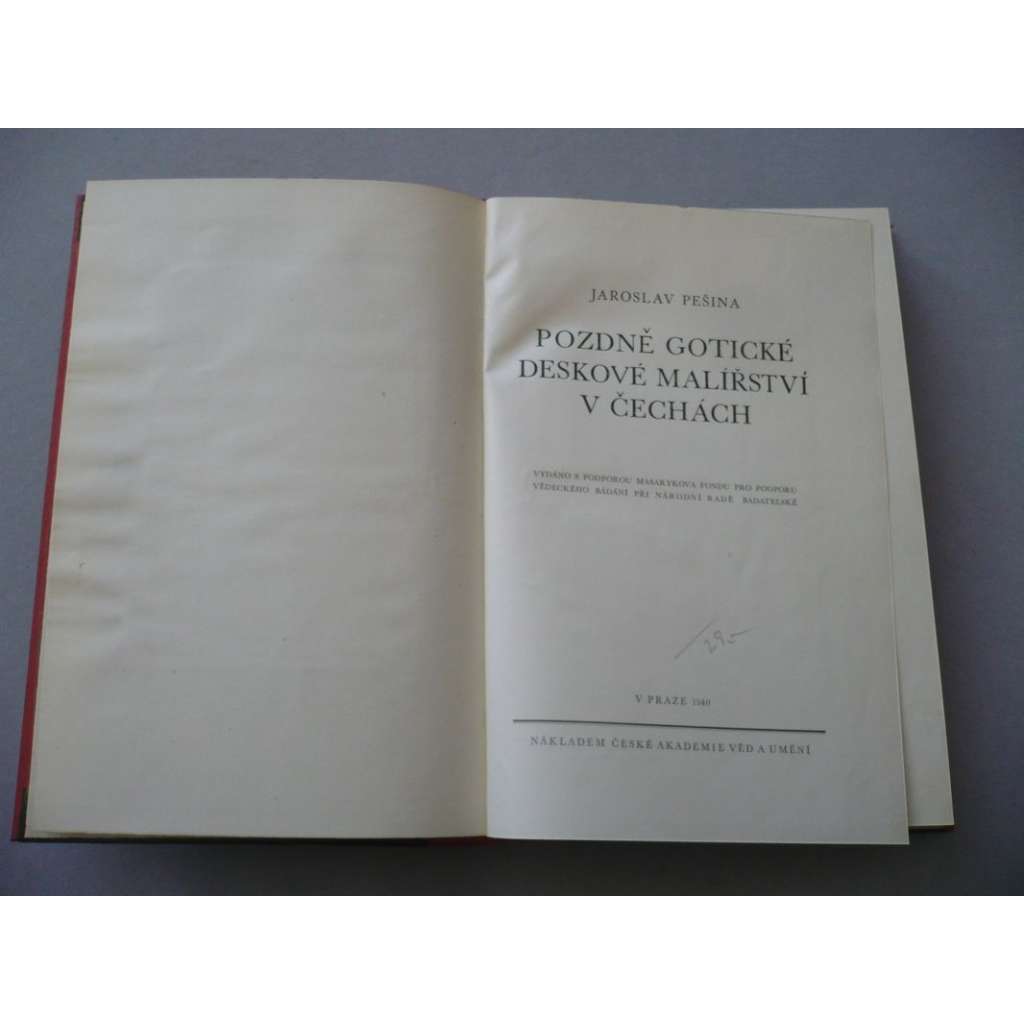 JAROSLAV PEŠINA
POZDNĚ GOTICKÉ
DESKOVÉ MALÍŘSTVÍ
V ČECHÁCH
VYDÁNO S PODPOROU MASARYKOVA FONDU PRO PODPORU
VĚDECKÉHO BÁDÁNÍ PŘI NÁRODNÍ RADĚ BADATELSKÉ
29-
V PRAZE 1940
NÁKLADEM ČESKÉ AKADEMIE VĚD A UMĚNÍ